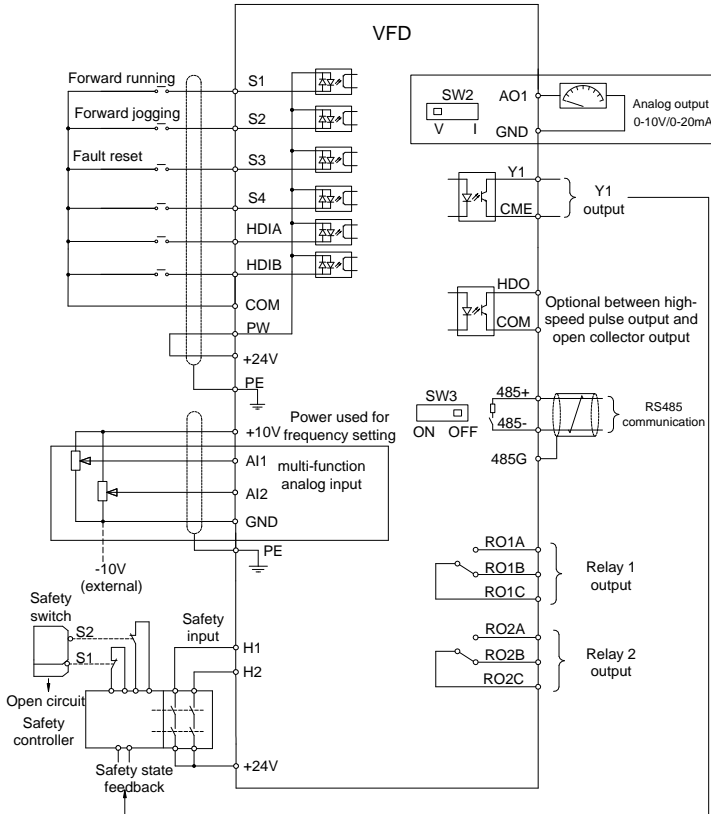 VFD
Forward running
S1
Forward jogging
S2
Fault reset
S3
S4
HDIA
HDIB
COM
PW
+24V
PE
SW2
V I
AO1
GND
Analog output
0-10V/0-20mA
Y1
CME
Y1
output
HDO
COM
Optional between high-
speed pulse output and
open collector output
SW3
ON OFF
485+
485-
485G
RS485
communication
Power used for
frequency setting
+10V
AI1
AI2
GND
multi-function
analog input
PE
-10V
(external)
RO1A
RO1B
RO1C
Relay 1
output
RO2A
RO2B
RO2C
Relay 2
output
Safety
switch
S2
S1
Open circuit
Safety
controller
Safety
input
H1
H2
+24V
Safety state
feedback